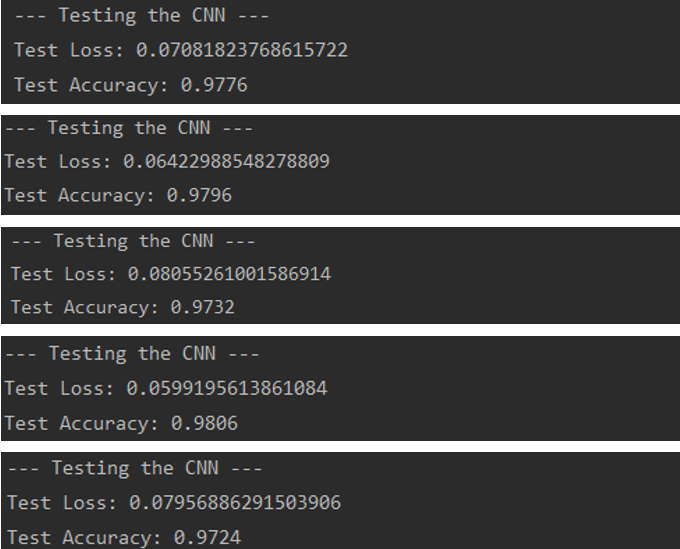 --- Testing the CNN ---
Test Loss: 0.07081823768615722
Test Accuracy: 0.9776
--- Testing the CNN ---
Test Loss: 0.06422988548278809
Test Accuracy: 0.9796
--- Testing the CNN ---
Test Loss: 0.08055261001586914
Test Accuracy: 0.9732
--- Testing the CNN ---
Test Loss: 0.0599195613861084
Test Accuracy: 0.9806
--- Testing the CNN ---
Test Loss: 0.07956886291503906
Test Accuracy: 0.9724